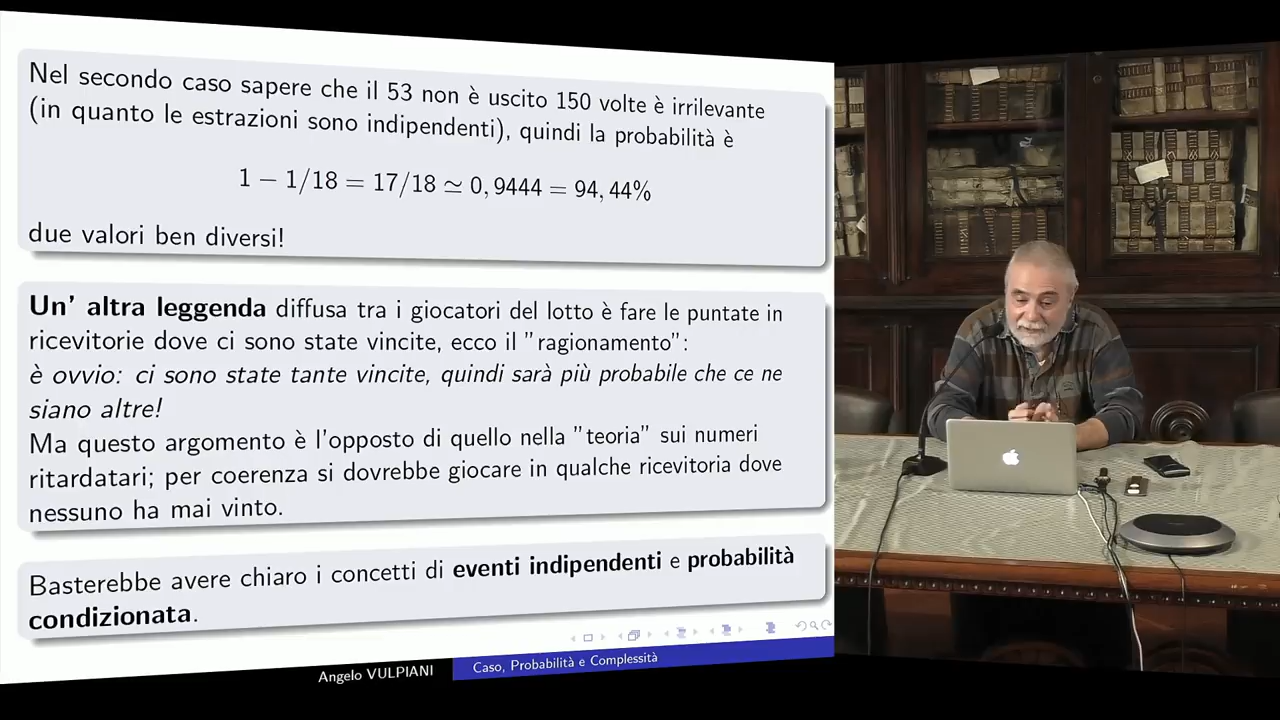 Nel secondo caso sapere che il 53 non è uscito 150 volte è irrilevante
(in quanto le estrazioni sono indipendenti), quindi la probabilità è
1 − 1/18 = 17/18 ≃ 0, 9444 = 94, 44%
due valori ben diversi!
Un' altra leggenda diffusa tra i giocatori del lotto è fare le puntate in
ricevitorie dove ci sono state vincite, ecco il "ragionamento":
è ovvio: ci sono state tante vincite, quindi sarà più probabile che ce ne
siano altre!
Ma questo argomento è l'opposto di quello nella "teoria" sui numeri
ritardatari; per coerenza si dovrebbe giocare in qualche ricevitoria dove
nessuno ha mai vinto.
Basterebbe avere chiaro i concetti di eventi indipendenti e probabilità
condizionata.
Angelo VULPIANI
Caso, Probabilità e Complessità